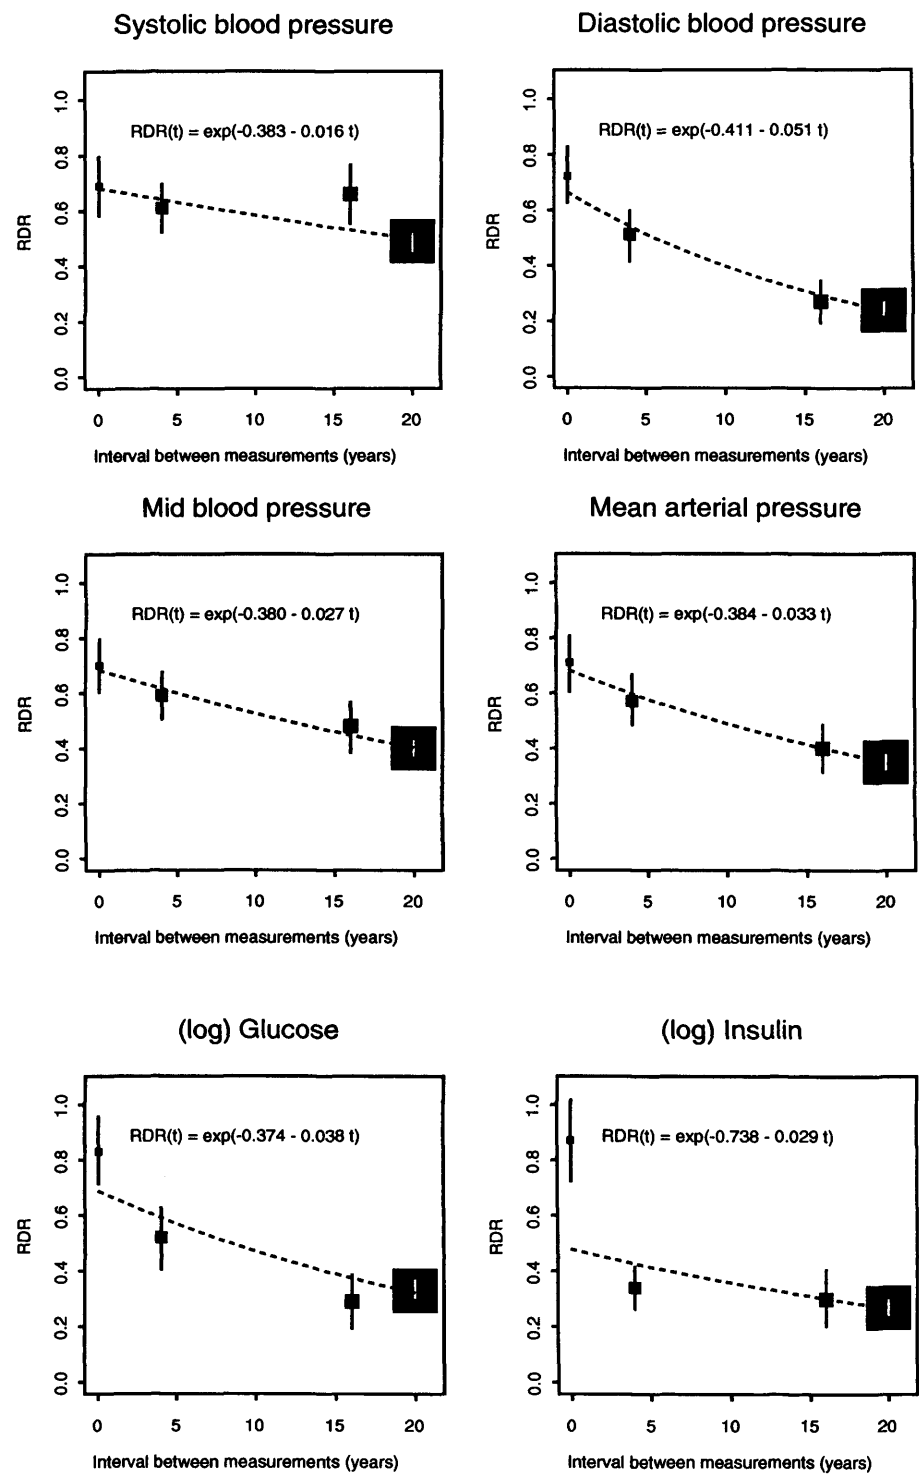 Systolic blood pressure
RDR(t) = exp(-0.383 - 0.016 t)
RDR
0.0 0.2 0.4 0.6 0.8 1.0
0 5 10 15 20
Interval between measurements (years)
Diastolic blood pressure
RDR(t) = exp(-0.411 - 0.051 t)
RDR
0.0 0.2 0.4 0.6 0.8 1.0
0 5 10 15 20
Interval between measurements (years)
Mid blood pressure
RDR(t) = exp(-0.380 - 0.027 t)
RDR
0.0 0.2 0.4 0.6 0.8 1.0
0 5 10 15 20
Interval between measurements (years)
Mean arterial pressure
RDR(t) = exp(-0.384 - 0.033 t)
RDR
0.0 0.2 0.4 0.6 0.8 1.0
0 5 10 15 20
Interval between measurements (years)
(log) Glucose
RDR(t) = exp(-0.374 - 0.038 t)
RDR
0.0 0.2 0.4 0.6 0.8 1.0
0 5 10 15 20
Interval between measurements (years)
(log) Insulin
RDR(t) = exp(-0.738 - 0.029 t)
RDR
0.0 0.2 0.4 0.6 0.8 1.0
0 5 10 15 20
Interval between measurements (years)